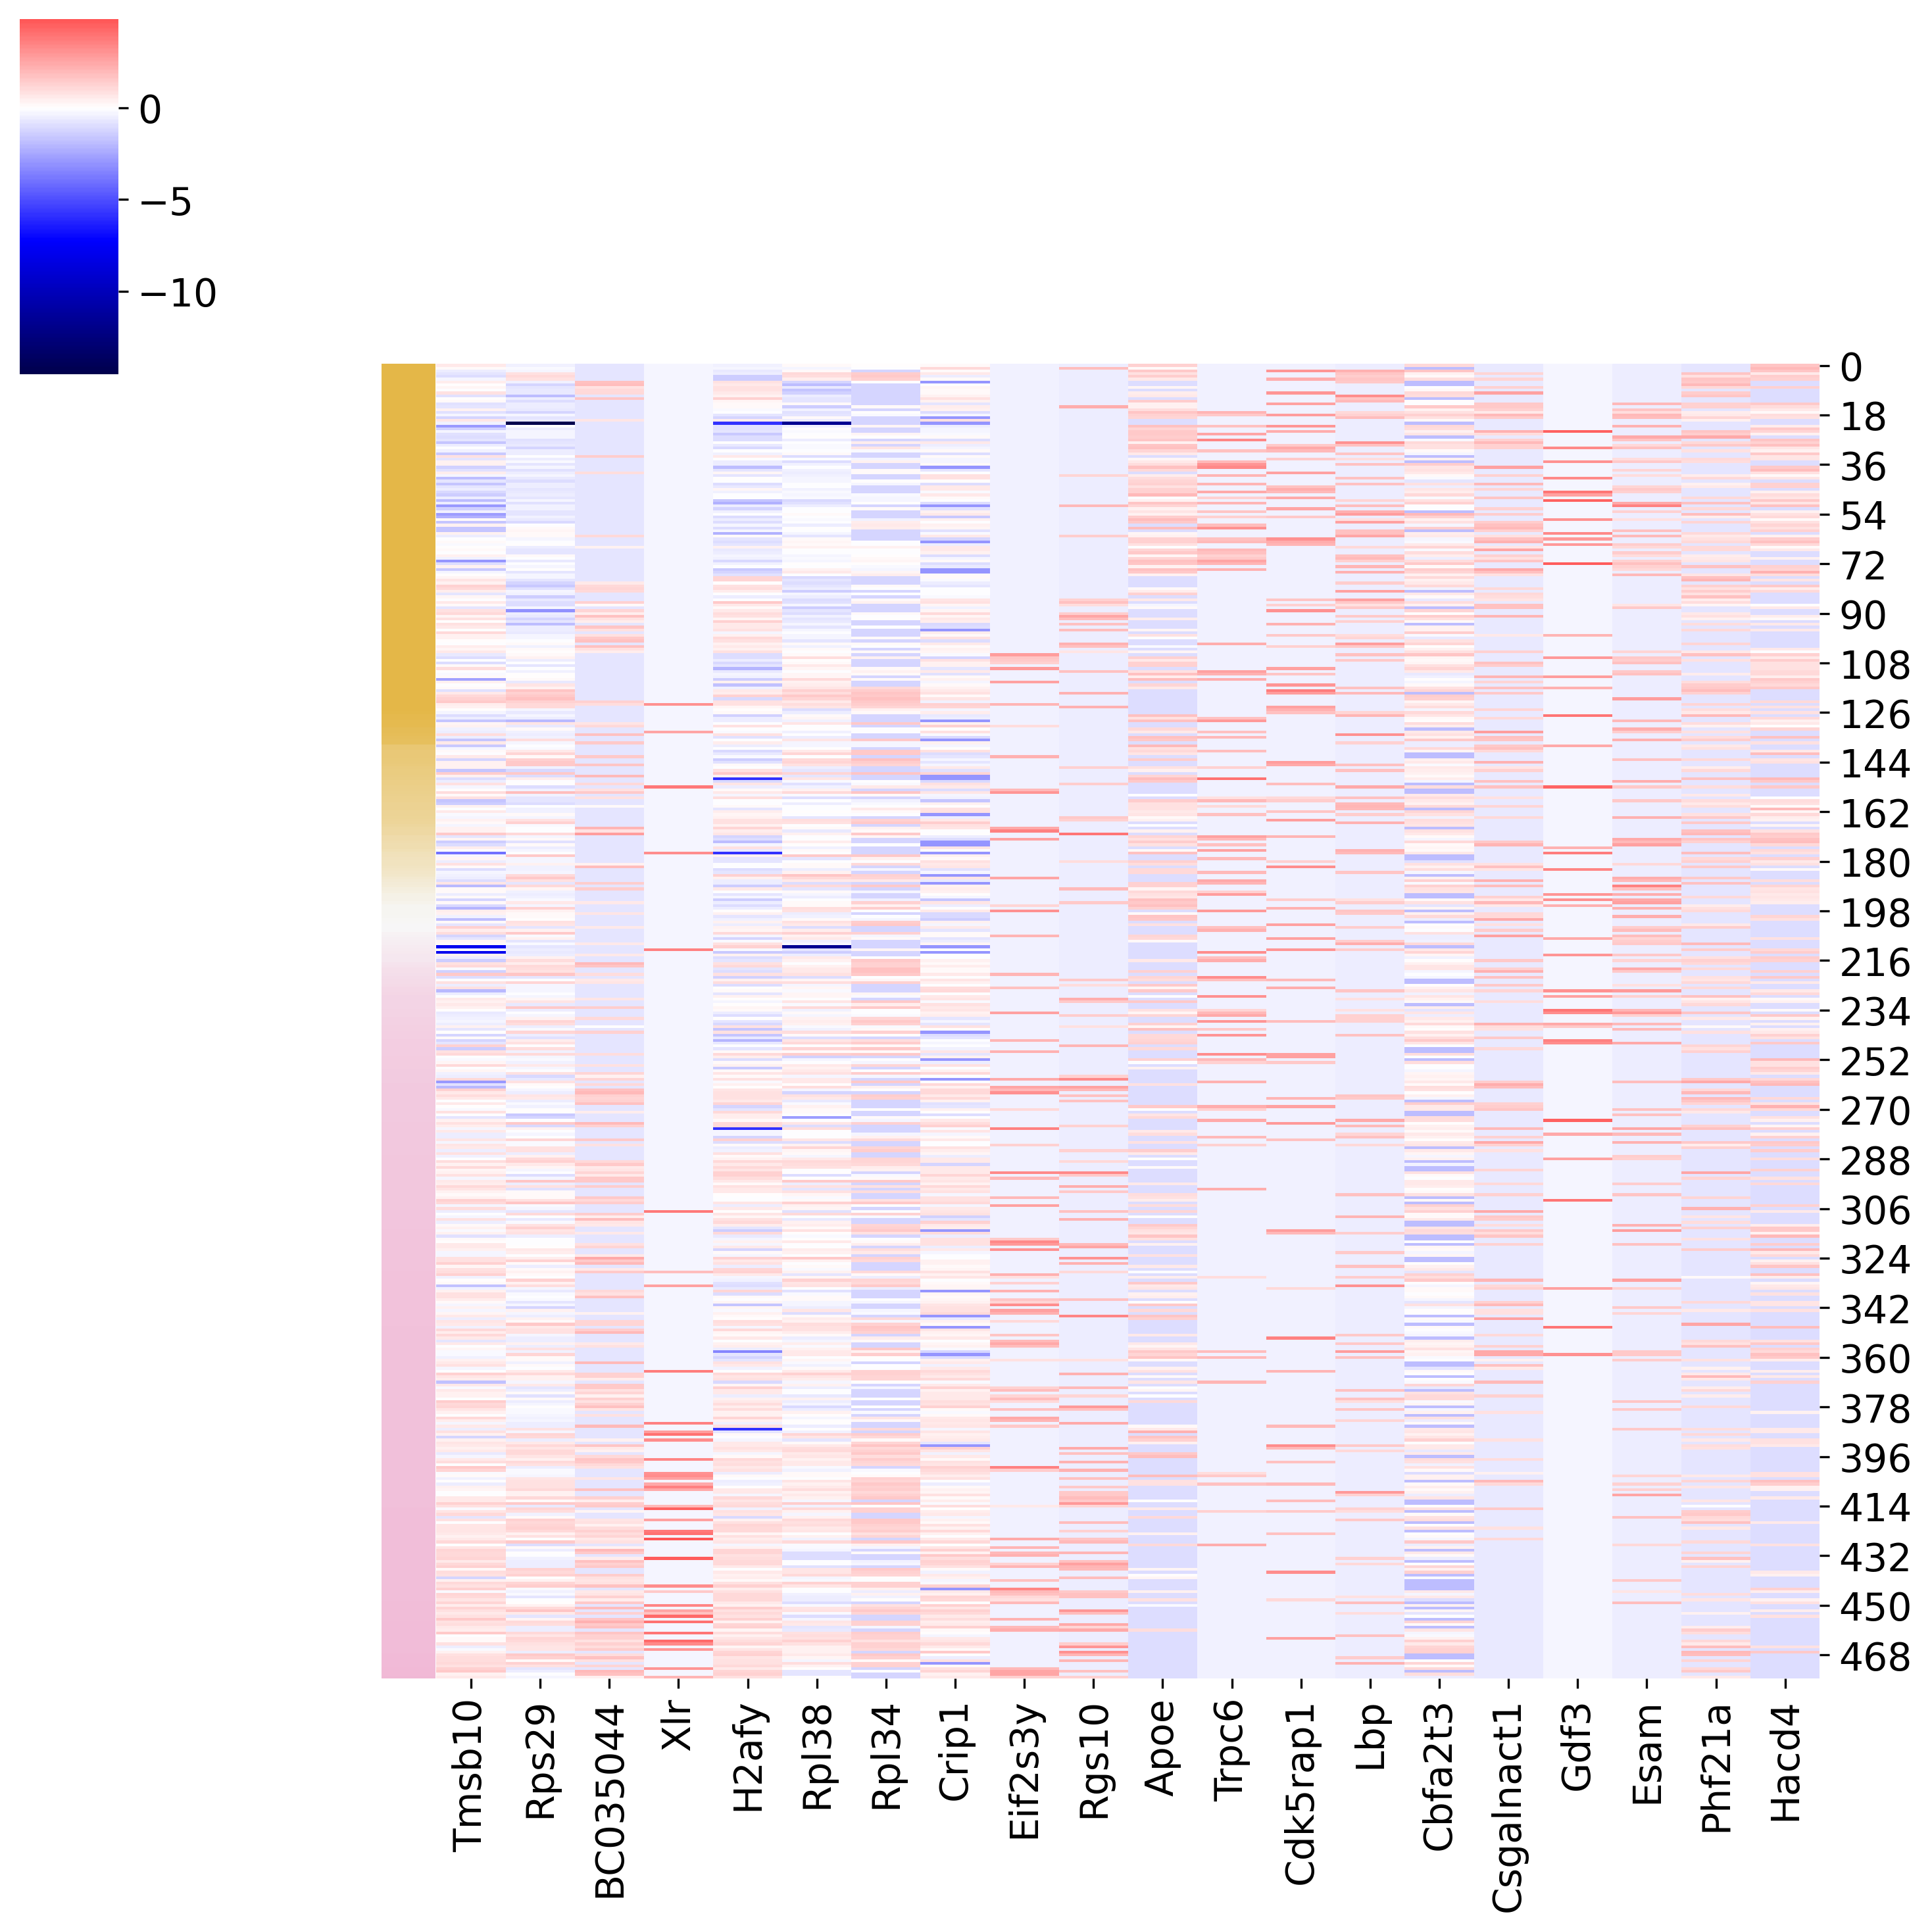 0
−5
−10
0
18
36
54
72
90
108
126
144
162
180
198
216
234
252
270
288
306
324
342
360
378
396
414
432
450
468
Tmsb10
Rps29
BC035044
Xlr
H2afy
Rpl38
Rpl34
Crip1
Eif2s3y
Rgs10
Apoe
Trpc6
Cdk5rap1
Lbp
Cbfa2t3
Csgalnact1
Gdf3
Esam
Phf21a
Hacd4